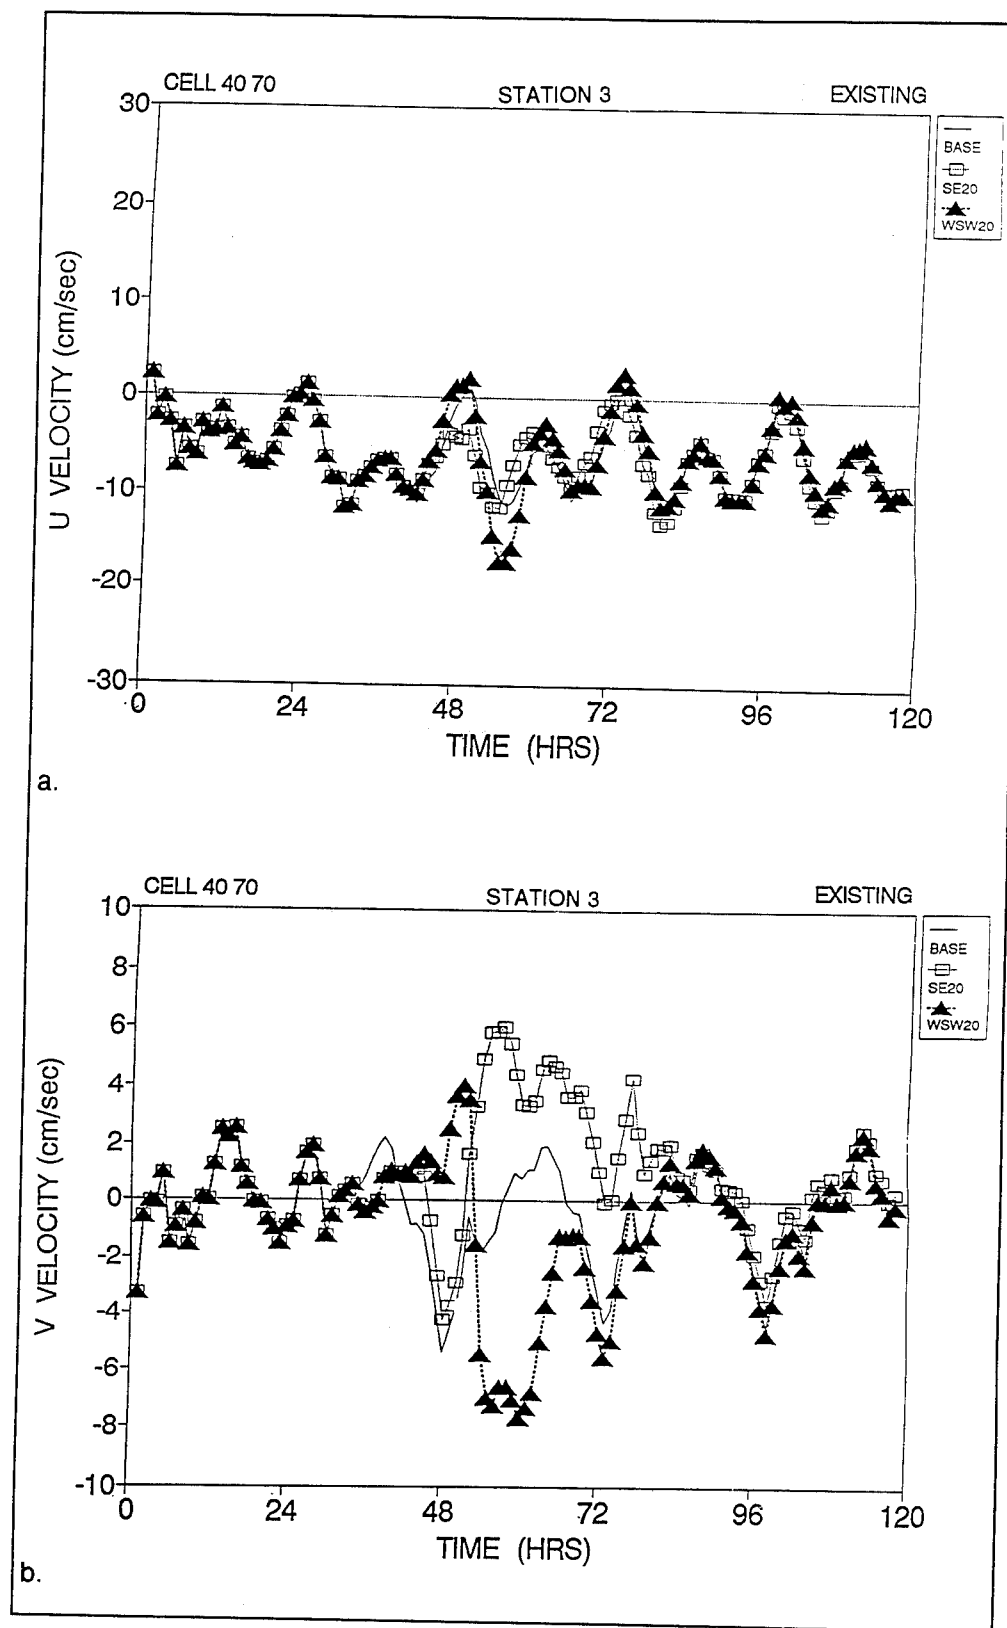 CELL 40 70 STATION 3 EXISTING
30
20
10
0
-10
-20
-30
U VELOCITY (cm/sec)
BASE
SE20
WSW20
0 24 48 72 96 120
TIME (HRS)
a.
CELL 40 70 STATION 3 EXISTING
10
8
6
4
2
0
-2
-4
-6
-8
-10
V VELOCITY (cm/sec)
BASE
SE20
WSW20
0 24 48 72 96 120
TIME (HRS)
b.